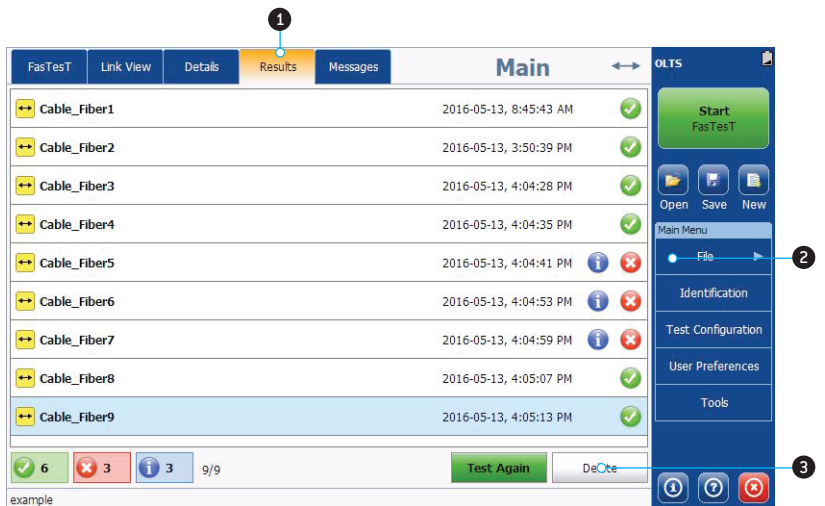 1
FasTesT Link View Details Results Messages Main OLTS
Cable_Fiber1 2016-05-13, 8:45:43 AM
Cable_Fiber2 2016-05-13, 3:50:39 PM
Cable_Fiber3 2016-05-13, 4:04:28 PM
Cable_Fiber4 2016-05-13, 4:04:35 PM
Cable_Fiber5 2016-05-13, 4:04:41 PM
Cable_Fiber6 2016-05-13, 4:04:53 PM
Cable_Fiber7 2016-05-13, 4:04:59 PM
Cable_Fiber8 2016-05-13, 4:05:07 PM
Cable_Fiber9 2016-05-13, 4:05:13 PM
6 3 3 9/9 Test Again Delete 3
example
Start
FasTesT
Open Save New
Main Menu
File 2
Identification
Test Configuration
User Preferences
Tools